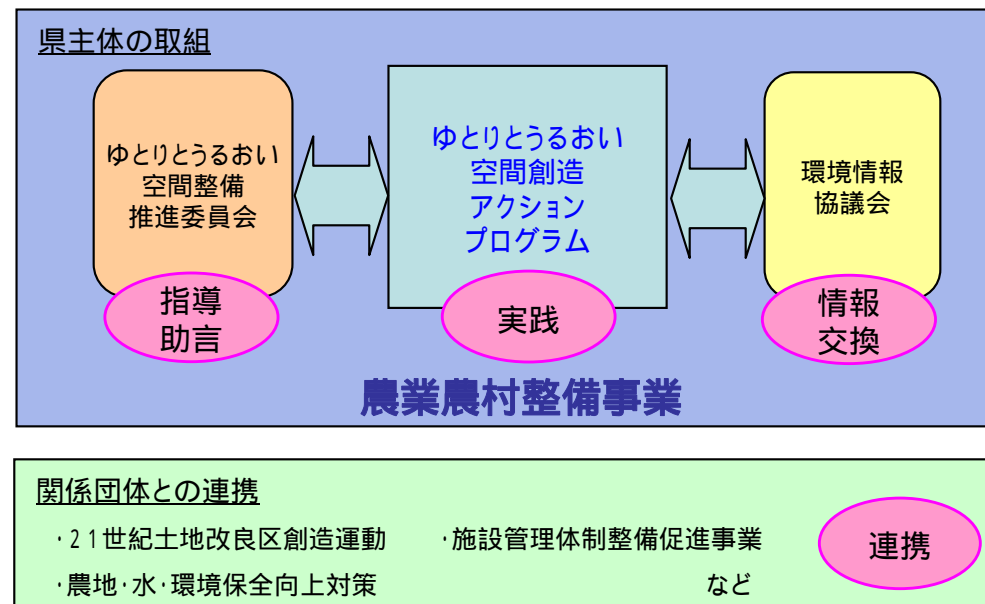 県主体の取組
ゆとりとうるおい
空間整備
推進委員会
指導
助言
ゆとりとうるおい
空間創造
アクション
プログラム
実践
環境情報
協議会
情報
交換
農業農村整備事業
関係団体との連携
・21世紀土地改良区創造運動 ・施設管理体制整備促進事業
・農地・水・環境保全向上対策 など
連携